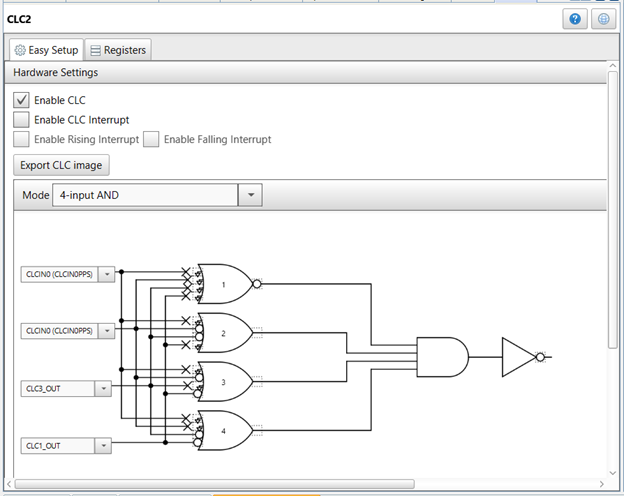 CLC2
?
Easy Setup Registers
Hardware Settings
Enable CLC
Enable CLC Interrupt
Enable Rising Interrupt Enable Falling Interrupt
Export CLC image
Mode 4-input AND
CLCIN0 (CLCIN0PPS)
1
CLCIN0 (CLCIN0PPS)
2
CLC3_OUT
3
CLC1_OUT
4